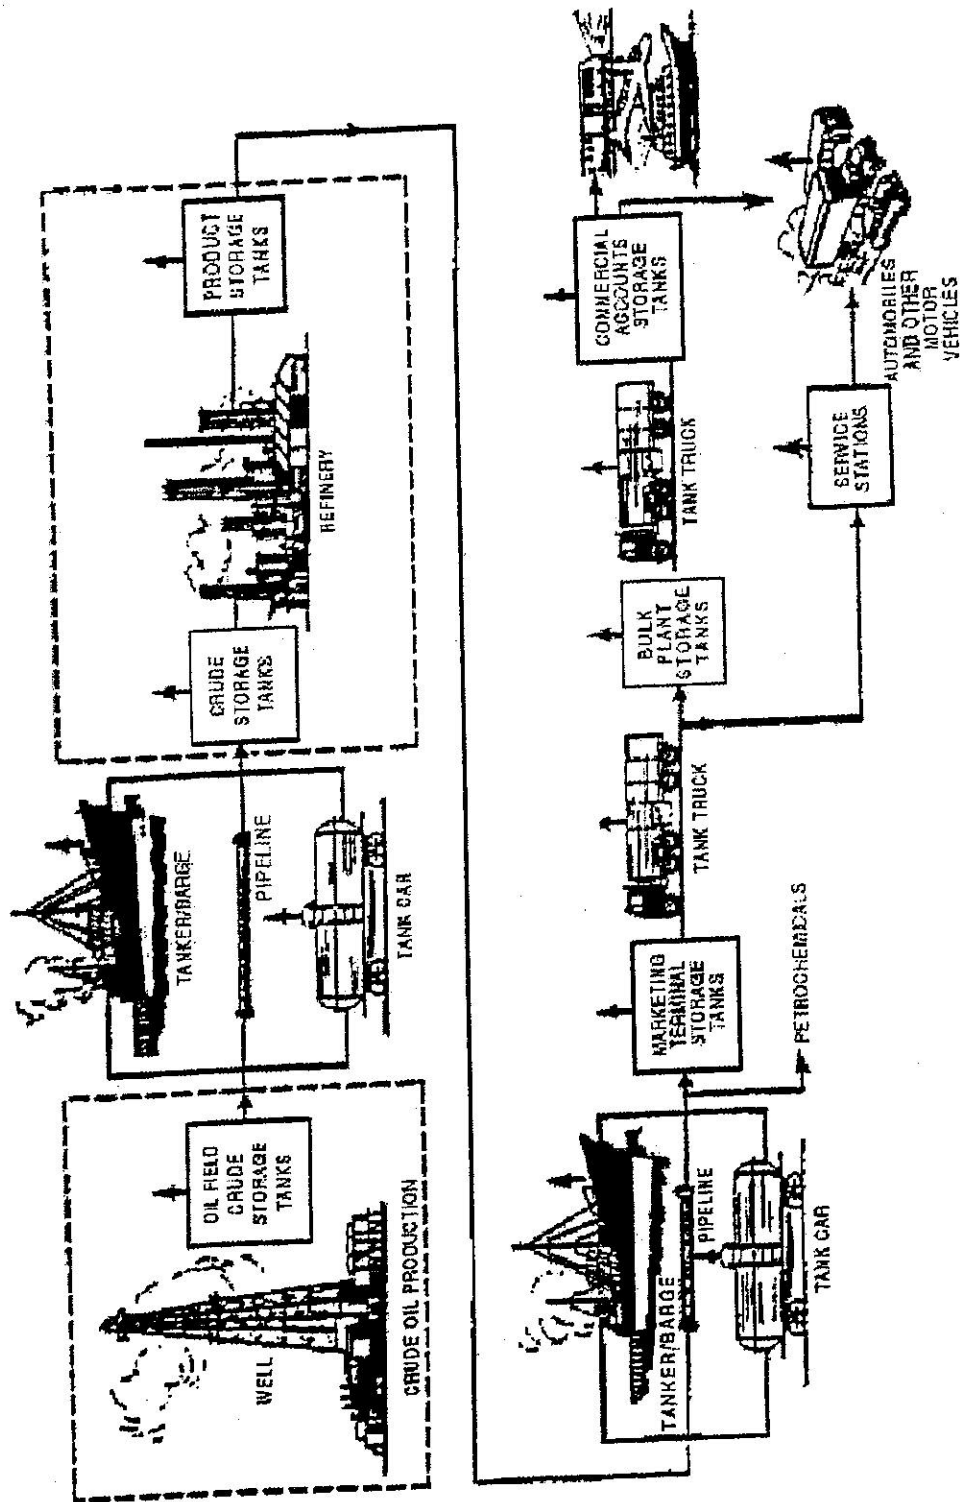 WELL
CRUDE OIL PRODUCTION
OIL FIELD
CRUDE
STORAGE
TANKS
TANKER/BARGE
PIPELINE
TANK CAR
CRUDE
STORAGE
TANKS
REFINERY
PRODUCT
STORAGE
TANKS
TANKER/BARGE
PIPELINE
TANK CAR
PETROCHEMICALS
MARKETING
TERMINAL
STORAGE
TANKS
TANK TRUCK
BULK
PLANT
STORAGE
TANKS
TANK TRUCK
COMMERCIAL
ACCOUNTS
STORAGE
TANKS
SERVICE
STATIONS
AUTOMOBILES
AND OTHER
MOTOR
VEHICLES